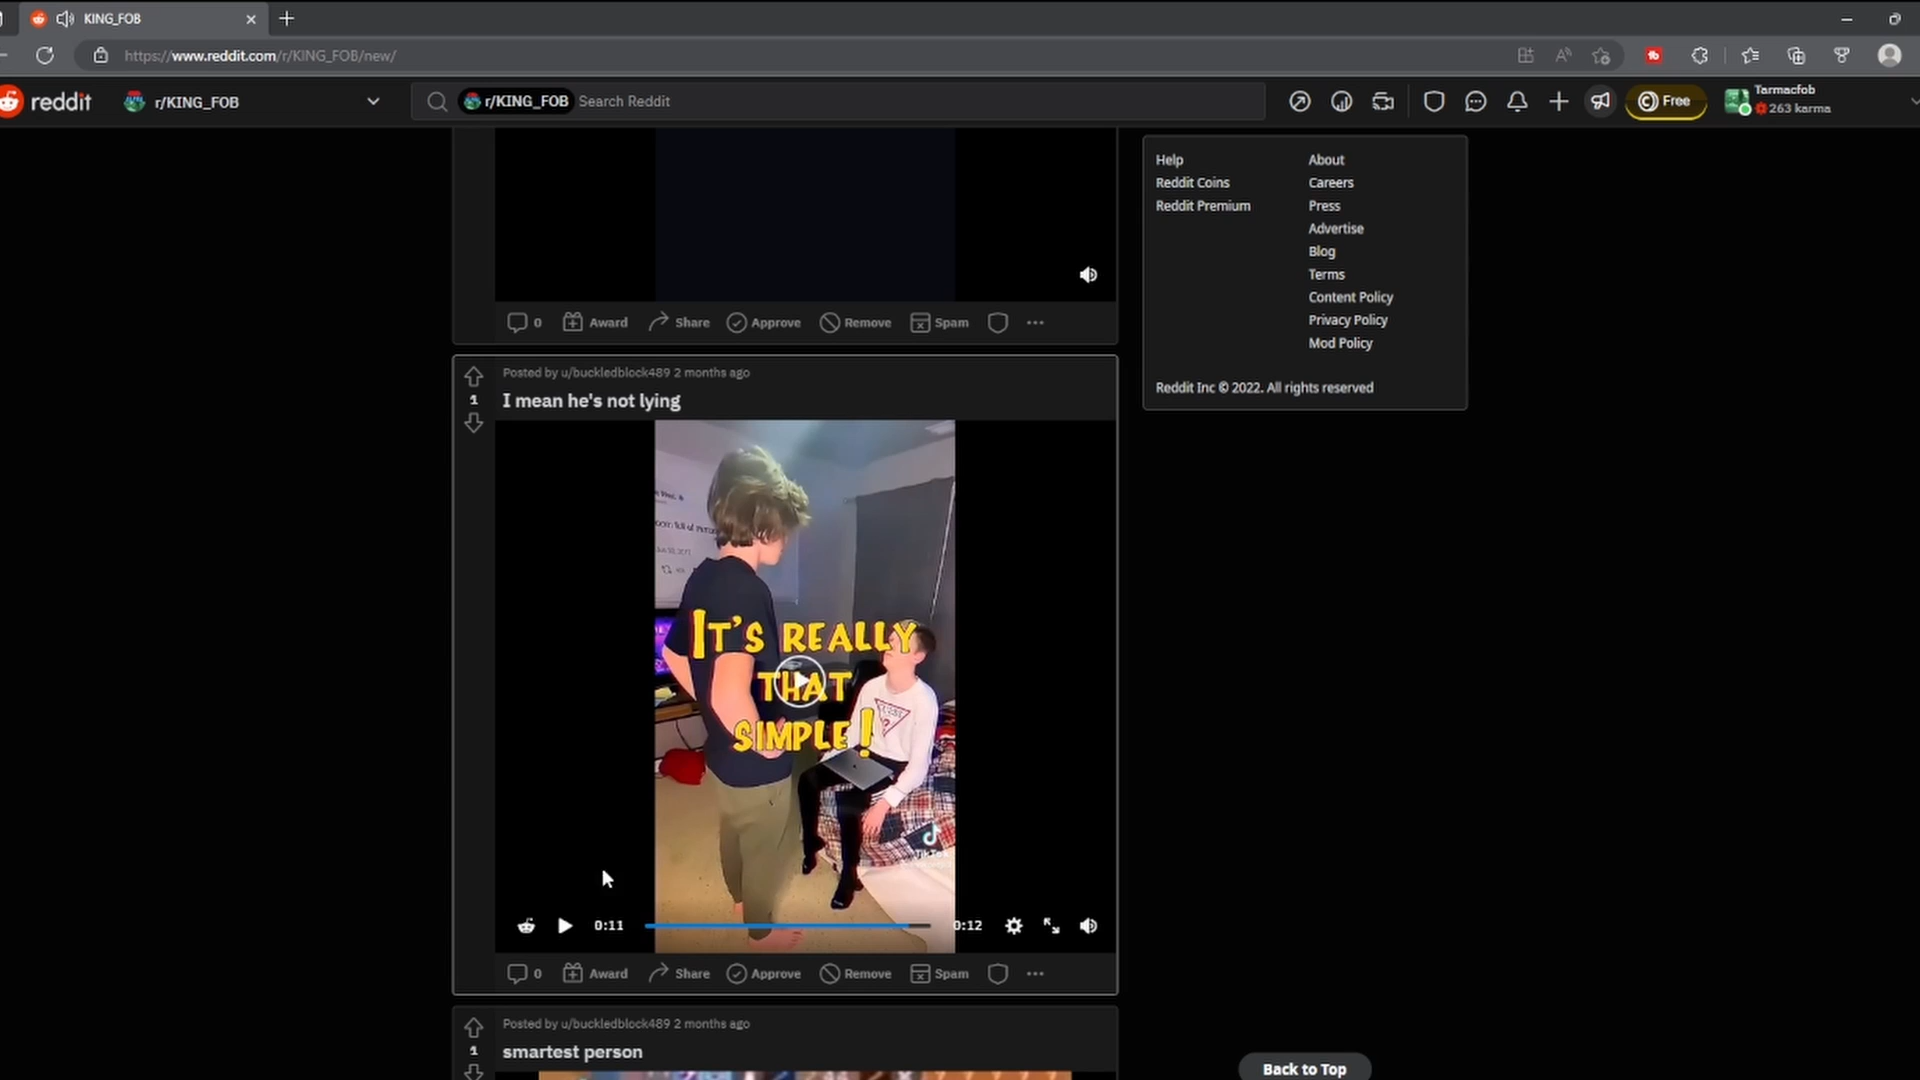 KING_FOB
https://www.reddit.com/r/KING_FOB/new/
reddit
r/KING_FOB
r/KING_FOB Search Reddit
Free
Tarmacfob
263 karma
Help
Reddit Coins
Reddit Premium
About
Careers
Press
Advertise
Blog
Terms
Content Policy
Privacy Policy
Mod Policy
Reddit Inc © 2022. All rights reserved
0 Award Share Approve Remove Spam
Posted by u/buckledblock489 2 months ago
1
I mean he's not lying
IT'S REALLY
THAT
SIMPLE!
GUESS
TikTok
0:11
0:12
0 Award Share Approve Remove Spam
Posted by u/buckledblock489 2 months ago
1
smartest person
Back to Top